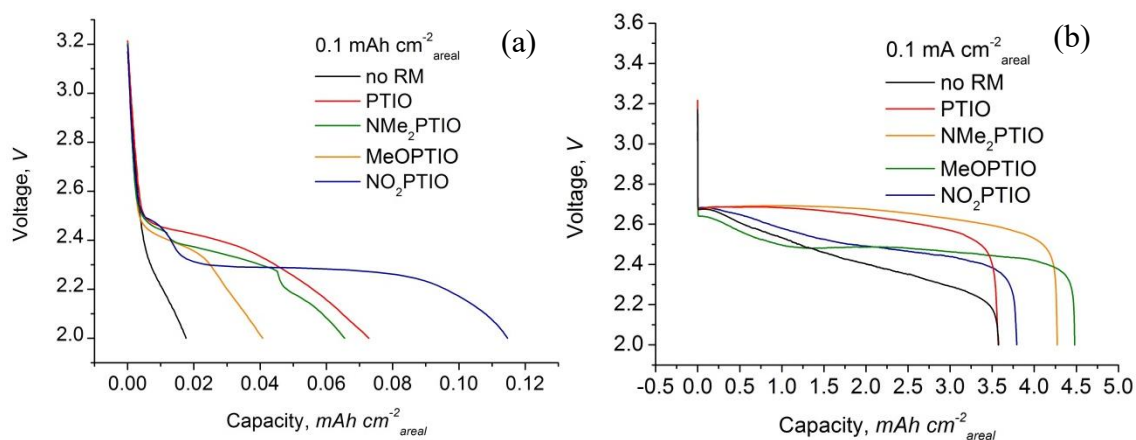 (a)
0.1 mAh cm⁻²areal
no RM
PTIO
NMe₂PTIO
MeOPTIO
NO₂PTIO
Voltage, V
3.2
3.0
2.8
2.6
2.4
2.2
2.0
0.00 0.02 0.04 0.06 0.08 0.10 0.12
Capacity, mAh cm⁻²areal
(b)
0.1 mA cm⁻²areal
no RM
PTIO
NMe₂PTIO
MeOPTIO
NO₂PTIO
Voltage, V
3.6
3.4
3.2
3.0
2.8
2.6
2.4
2.2
2.0
-0.5 0.0 0.5 1.0 1.5 2.0 2.5 3.0 3.5 4.0 4.5 5.0
Capacity, mAh cm⁻²areal